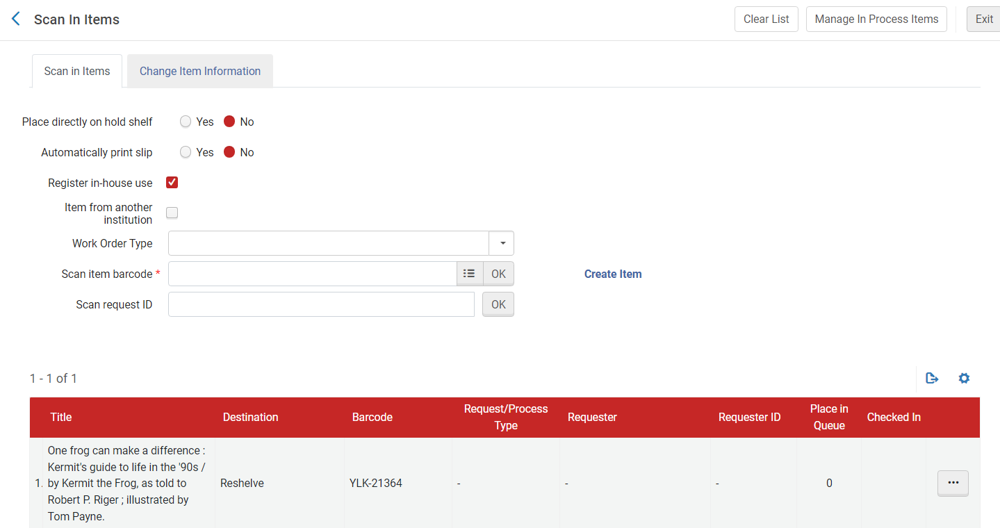 Scan In Items
Clear List
Manage In Process Items
Exit
Scan in Items
Change Item Information
Place directly on hold shelf
Yes
No
Automatically print slip
Yes
No
Register in-house use
Item from another
institution
Work Order Type
Scan item barcode *
OK
Create Item
Scan request ID
OK
1 - 1 of 1
Title
Destination
Barcode
Request/Process
Type
Requester
Requester ID
Place in
Queue
Checked In
1.
One frog can make a difference :
Kermit's guide to life in the '90s /
by Kermit the Frog, as told to
Robert P. Riger ; illustrated by
Tom Payne.
Reshelve
YLK-21364
-
-
-
0